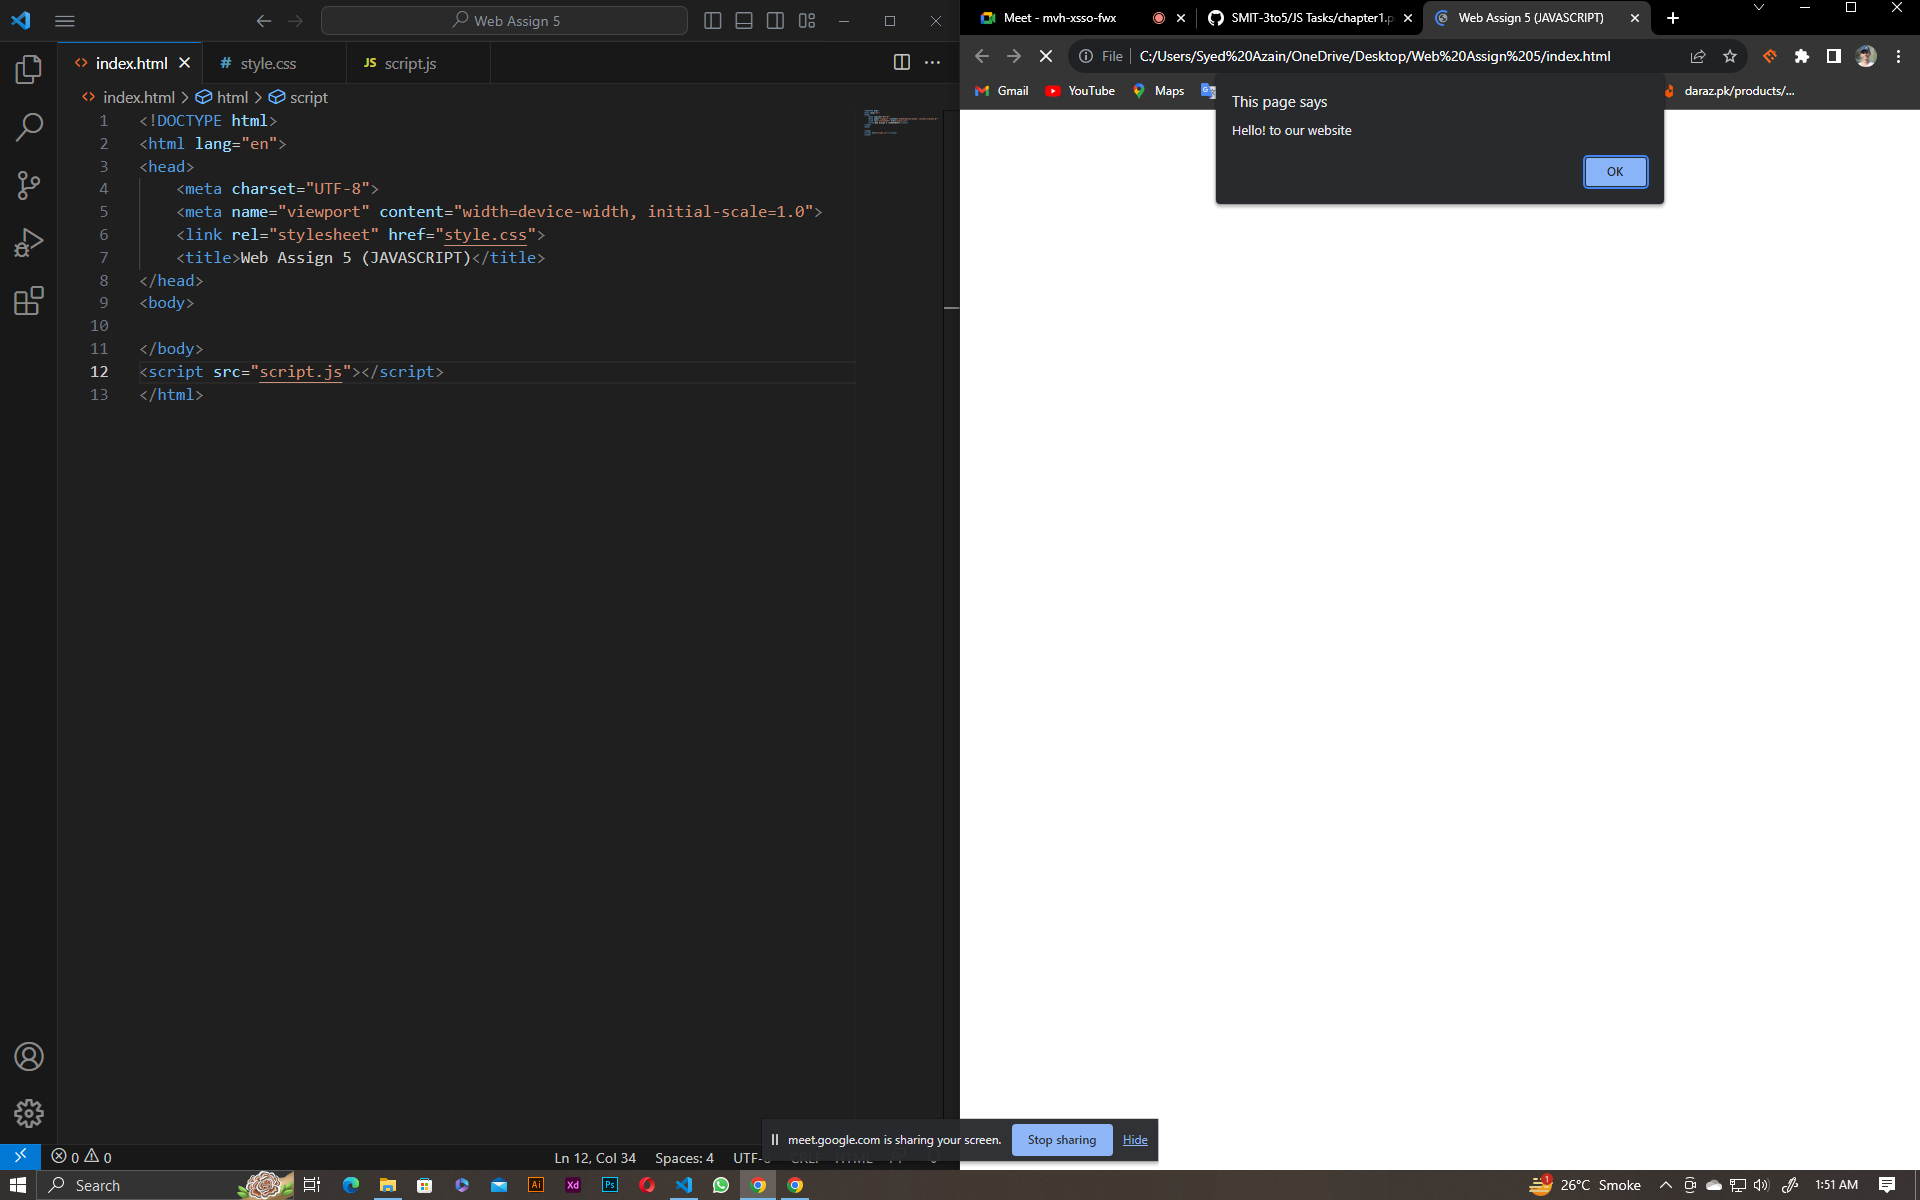 Web Assign 5
index.html
# style.css
JS script.js
index.html > html > script
1 <!DOCTYPE html>
2 <html lang="en">
3 <head>
4 <meta charset="UTF-8">
5 <meta name="viewport" content="width=device-width, initial-scale=1.0">
6 <link rel="stylesheet" href="style.css">
7 <title>Web Assign 5 (JAVASCRIPT)</title>
8 </head>
9 <body>
10
11 </body>
12 <script src="script.js"></script>
13 </html>
0 0
Ln 12, Col 34 Spaces: 4
Meet - mvh-xsso-fwx
SMIT-3to5/JS Tasks/chapter1.p
Web Assign 5 (JAVASCRIPT)
File C:/Users/Syed%20Azain/OneDrive/Desktop/Web%20Assign%205/index.html
Gmail YouTube Maps
daraz.pk/products/...
This page says
Hello! to our website
OK
meet.google.com is sharing your screen.
Stop sharing
Hide
Search
Ai
Xd
Ps
1
26°C Smoke
1:51 AM